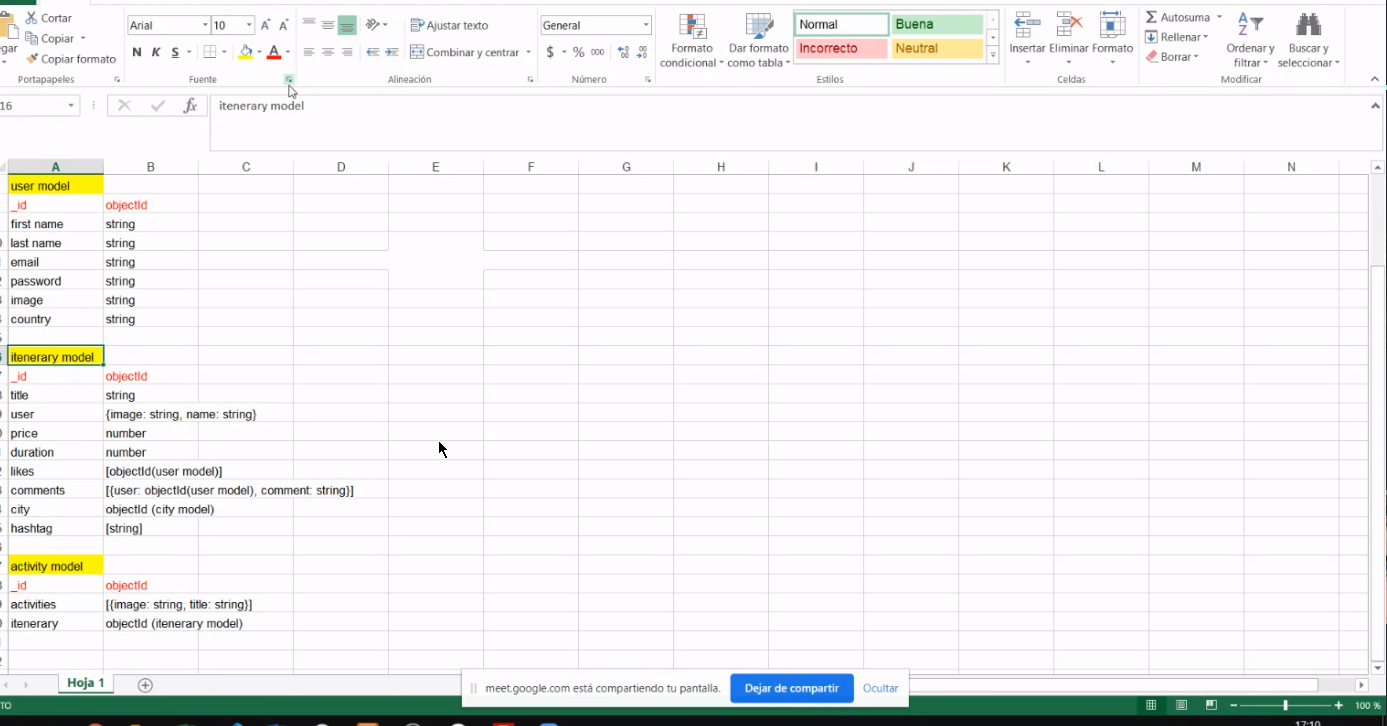 Cortar
Arial 10
Ajustar texto
General
Normal
Buena
Autosuma
Copiar
Rellenar
Copiar formato
N K S
Combinar y centrar
$ % 000
Formato condicional
Dar formato como tabla
Incorrecto
Neutral
Insertar Eliminar Formato
Borrar
Ordenar y filtrar
Buscar y seleccionar
Portapapeles
Fuente
Alineación
Número
Estilos
Celdas
Modificar
16
fx
itenerary model
A B C D E F G H I J K L M N
user model
_id objectId
first name string
last name string
email string
password string
image string
country string
itenerary model
_id objectId
title string
user {image: string, name: string}
price number
duration number
likes [objectId(user model)]
comments [{user: objectId(user model), comment: string}]
city objectId (city model)
hashtag [string]
activity model
_id objectId
activities [{image: string, title: string}]
itenerary objectId (itenerary model)
Hoja 1
meet.google.com está compartiendo tu pantalla.
Dejar de compartir
Ocultar
100 %
17:10